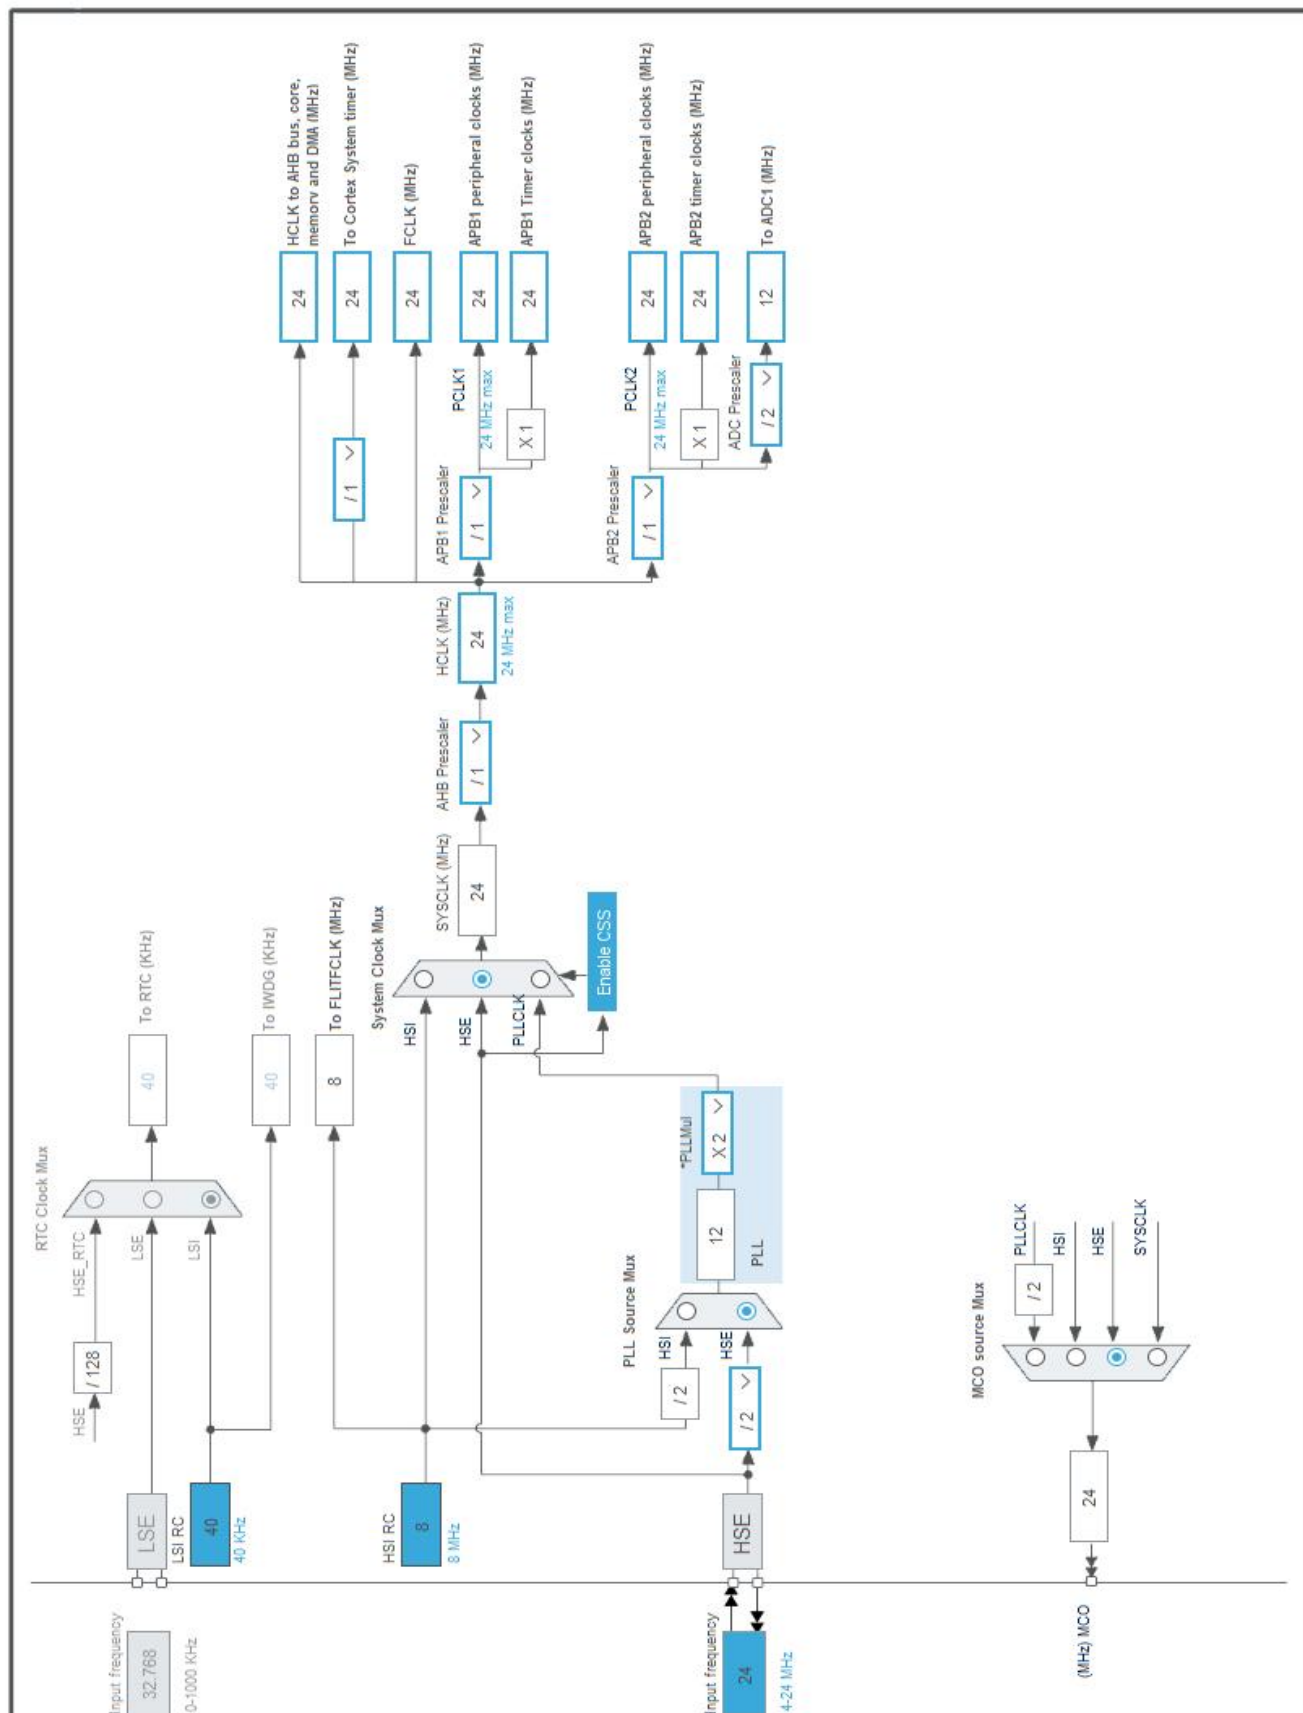 Input frequency
32.768
0-1000 KHz
LSE
LSI RC
40
40 KHz
HSE
/ 128
HSE_RTC
LSE
LSI
RTC Clock Mux
40
To RTC (KHz)
40
To IWDG (KHz)
8
To FLITFCLK (MHz)
HSI RC
8
8 MHz
Input frequency
24
4-24 MHz
HSE
/ 2
/ 2
HSI
HSE
PLL Source Mux
12
*PLLMul
X 2
PLL
System Clock Mux
HSI
HSE
PLLCLK
Enable CSS
SYSCLK (MHz)
24
AHB Prescaler
/ 1
HCLK (MHz)
24
24 MHz max
/ 1
APB1 Prescaler
/ 1
PCLK1
24 MHz max
X 1
APB2 Prescaler
/ 1
PCLK2
24 MHz max
X 1
ADC Prescaler
/ 2
24
HCLK to AHB bus, core,
memory and DMA (MHz)
24
To Cortex System timer (MHz)
24
FCLK (MHz)
24
APB1 peripheral clocks (MHz)
24
APB1 Timer clocks (MHz)
24
APB2 peripheral clocks (MHz)
24
APB2 timer clocks (MHz)
12
To ADC1 (MHz)
MCO source Mux
(MHz) MCO
24
/ 2
PLLCLK
HSI
HSE
SYSCLK